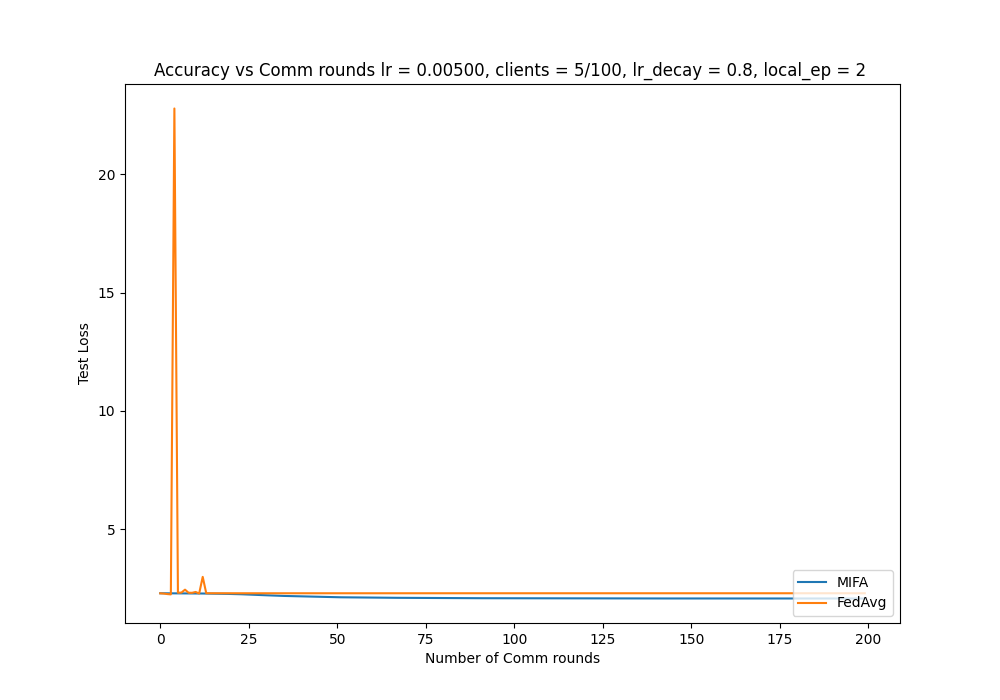 Accuracy vs Comm rounds lr = 0.00500, clients = 5/100, lr_decay = 0.8, local_ep = 2
20
15
10
5
Test Loss
MIFA
FedAvg
0 25 50 75 100 125 150 175 200
Number of Comm rounds